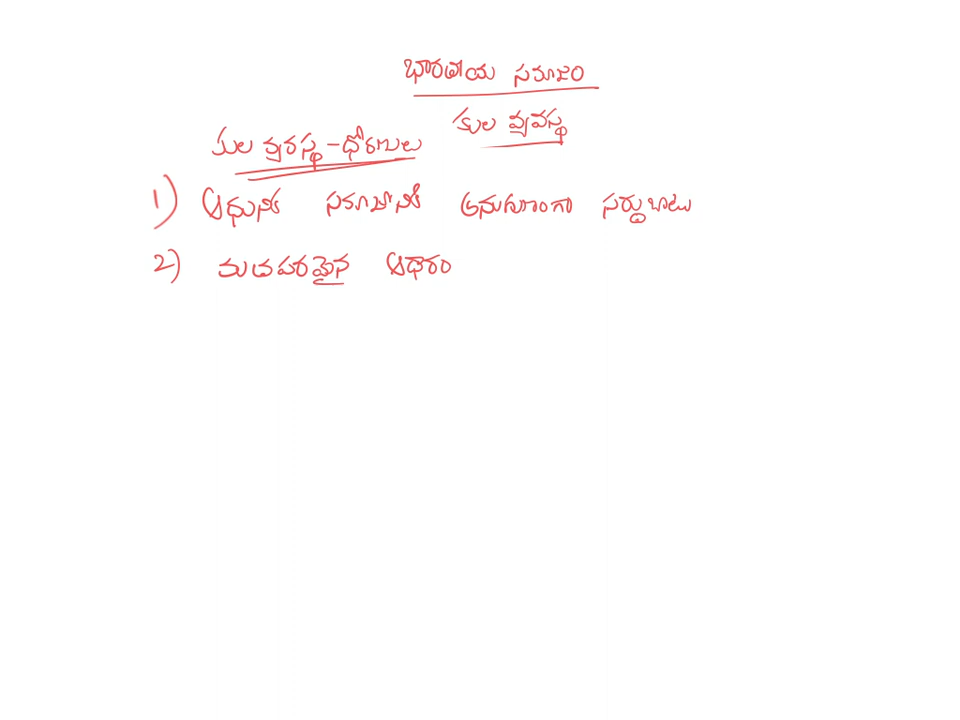 భారతీయ సమాజం
కుల వ్యవస్థ
కుల వ్యవస్థ - ధోరణులు
1) ఆధునిక సమాజానికి అనుగుణంగా సర్దుబాటు
2) మతపరమైన ఆధారం